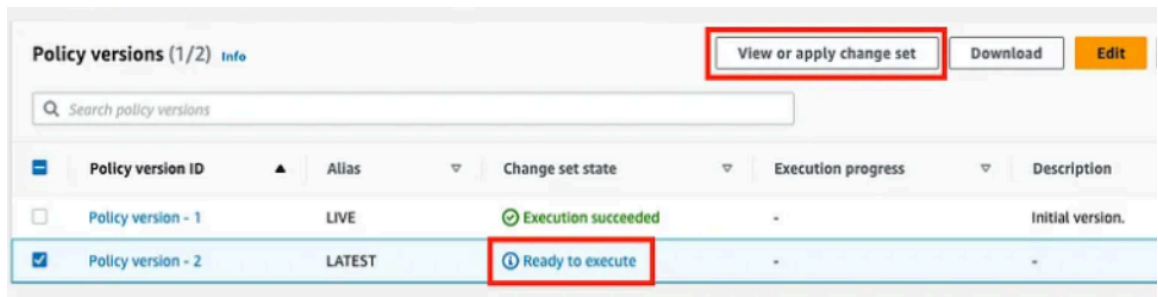 Policy versions (1/2) Info
View or apply change set
Download
Edit
Search policy versions
Policy version ID Alias Change set state Execution progress Description
Policy version - 1 LIVE Execution succeeded - Initial version.
Policy version - 2 LATEST Ready to execute - -